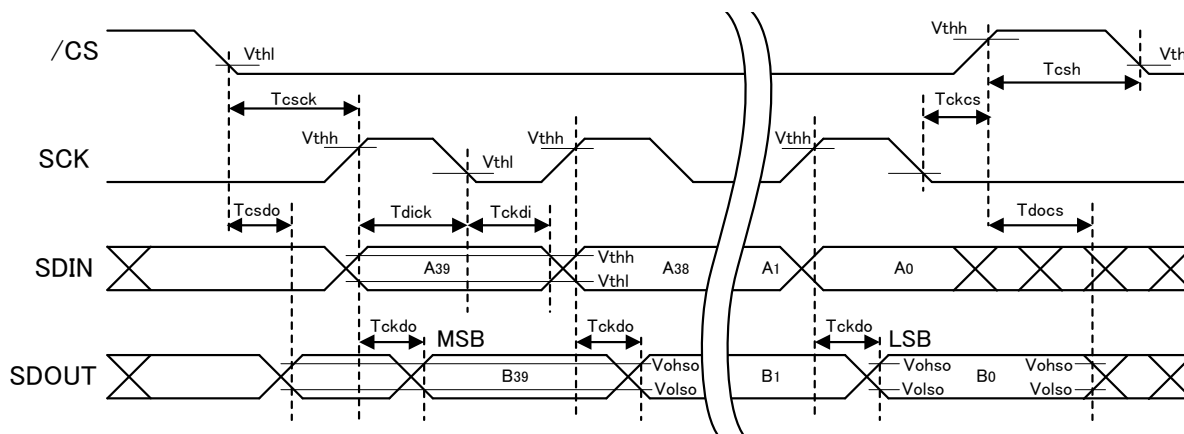 /CS
Vthl
Vthh
Vth
Tcsck
Tcsh
Tckcs
SCK
Vthh
Vthl
Vthh
Vthh
Tcsdo
Tdick
Tckdi
Tdocs
SDIN
A39
Vthh
Vthl
A38
A1
A0
Tckdo
MSB
Tckdo
Tckdo
LSB
SDOUT
B39
Vohso
Volso
B1
Vohso
Volso
B0
Vohso
Volso